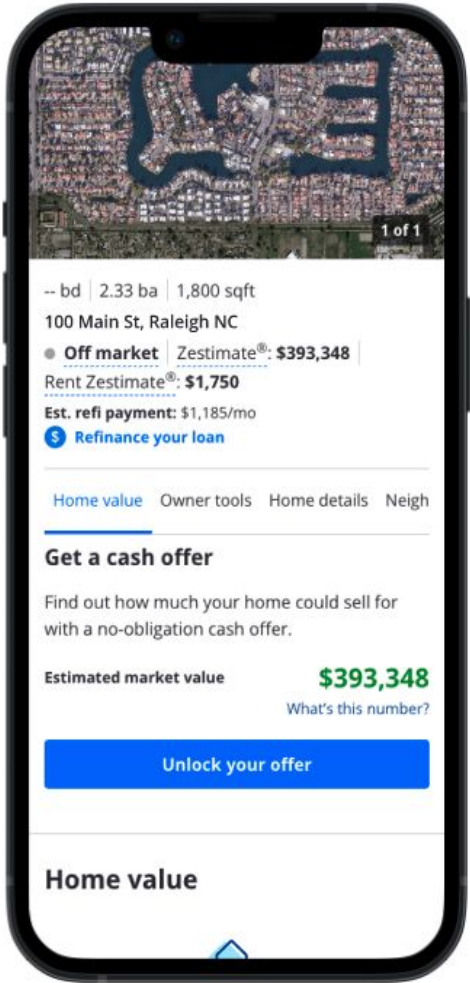 1 of 1
-- bd | 2.33 ba | 1,800 sqft
100 Main St, Raleigh NC
Off market | Zestimate®: $393,348 |
Rent Zestimate®: $1,750
Est. refi payment: $1,185/mo
$ Refinance your loan
Home value Owner tools Home details Neigh
Get a cash offer
Find out how much your home could sell for
with a no-obligation cash offer.
Estimated market value $393,348
What's this number?
Unlock your offer
Home value